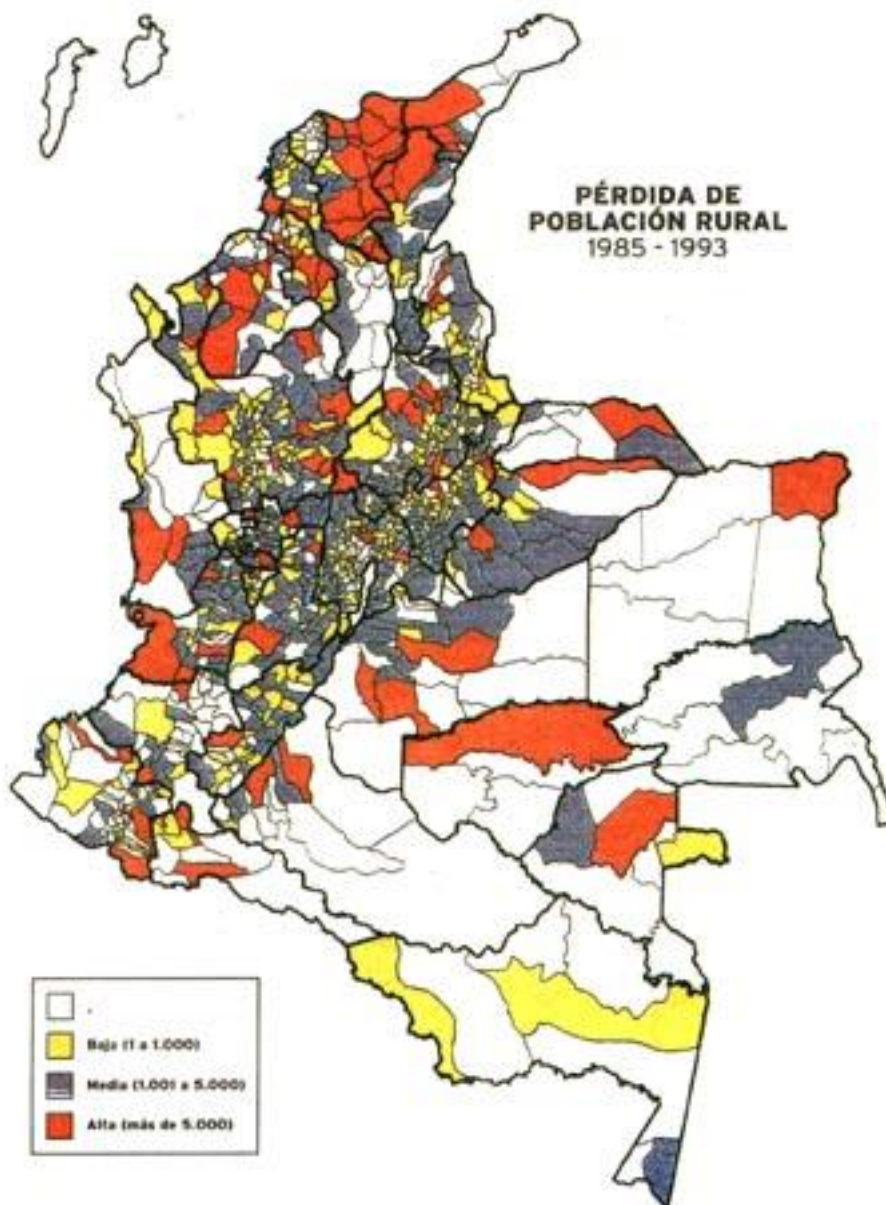 PÉRDIDA DE
POBLACIÓN RURAL
1985 - 1993
.
Baja (1 a 1.000)
Media (1.001 a 5.000)
Alta (más de 5.000)